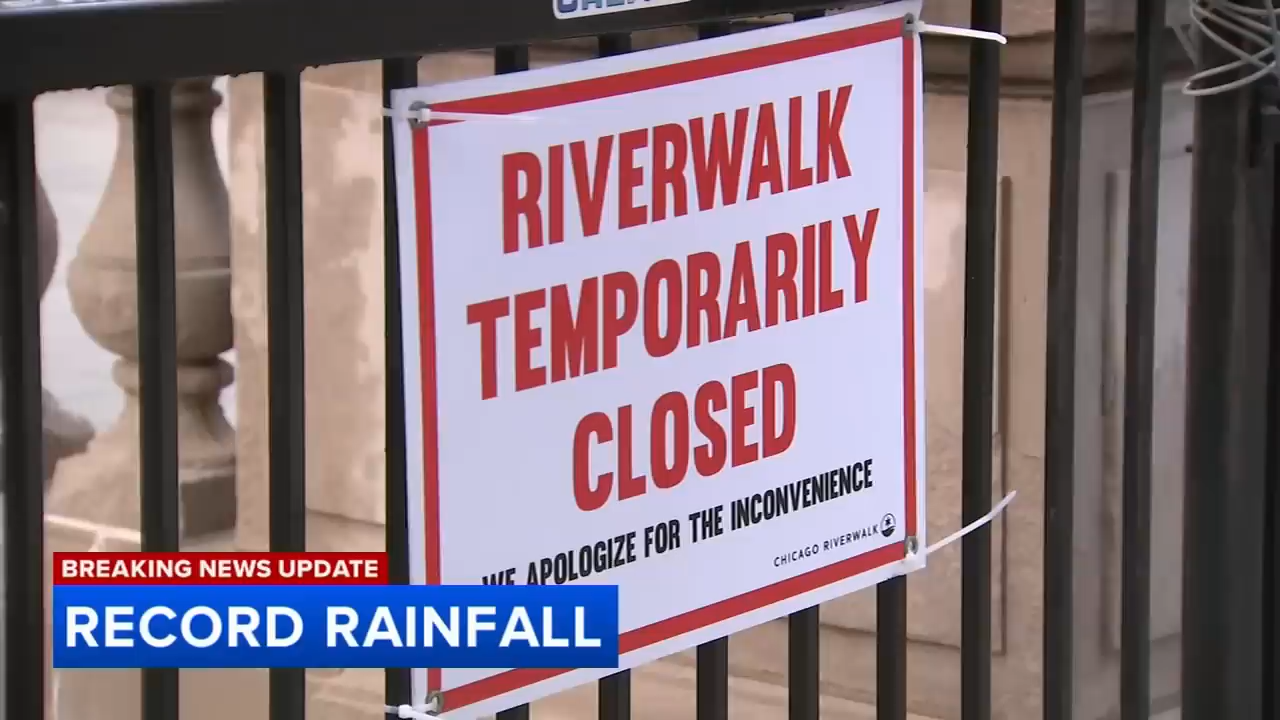 RIVERWALK
TEMPORARILY
CLOSED
WE APOLOGIZE FOR THE INCONVENIENCE
CHICAGO RIVERWALK
BREAKING NEWS UPDATE
RECORD RAINFALL